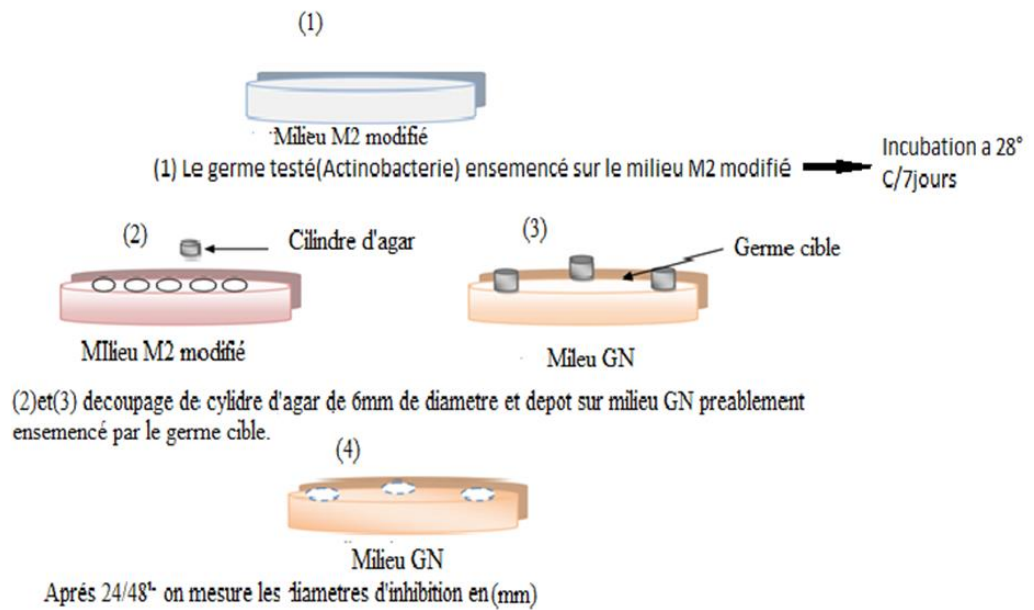 (1)
Milieu M2 modifié
(1) Le germe testé(Actinobacterie) ensemencé sur le milieu M2 modifié
Incubation a 28°
C/7jours
(2)
Cilindre d'agar
(3)
Germe cible
MIlieu M2 modifié
Mileu GN
(2)et(3) decoupage de cylidre d'agar de 6mm de diametre et depot sur milieu GN preablement
ensemencé par le germe cible.
(4)
Milieu GN
Aprés 24/48h on mesure les diametres d'inhibition en(mm)